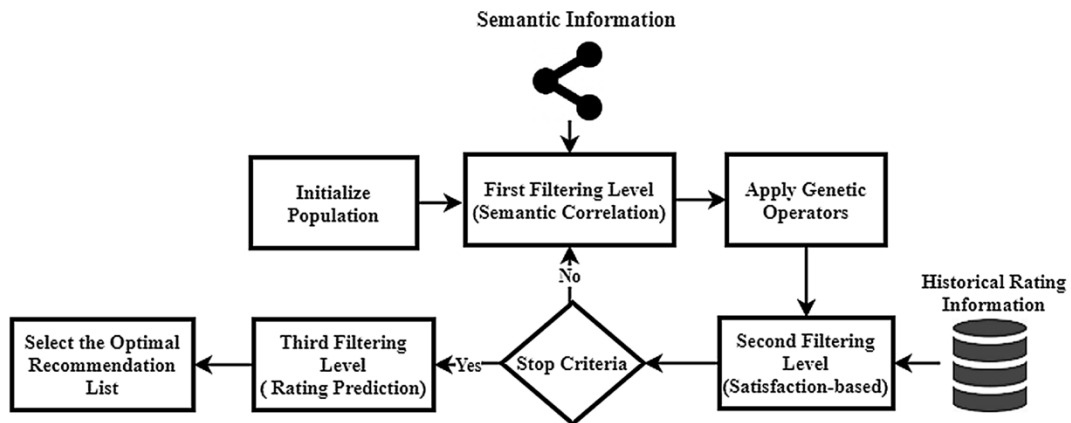 Semantic Information
Initialize
Population
First Filtering Level
(Semantic Correlation)
Apply Genetic
Operators
No
Historical Rating
Information
Select the Optimal
Recommendation
List
Third Filtering
Level
( Rating Prediction)
Yes
Stop Criteria
Second Filtering
Level
(Satisfaction-based)